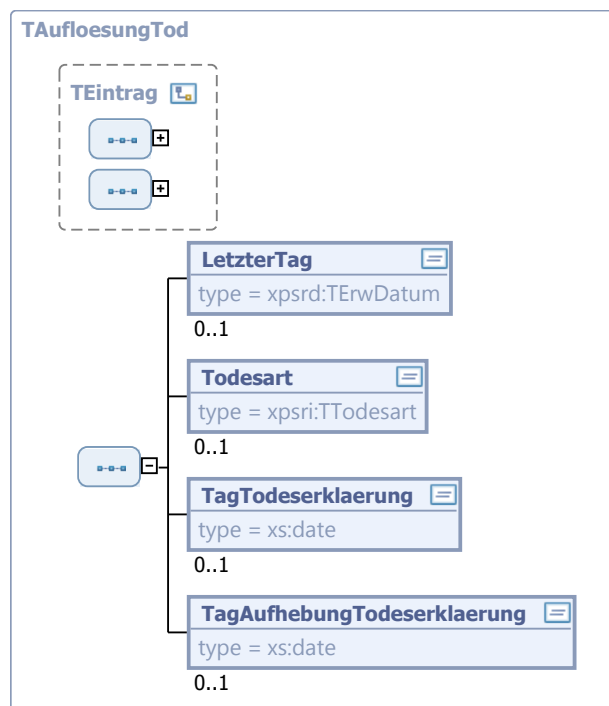 TAufloesungTod
TEintrag
LetzterTag
type = xpsrd:TErwDatum
0..1
Todesart
type = xpsri:TTodesart
0..1
TagTodeserklaerung
type = xs:date
0..1
TagAufhebungTodeserklaerung
type = xs:date
0..1